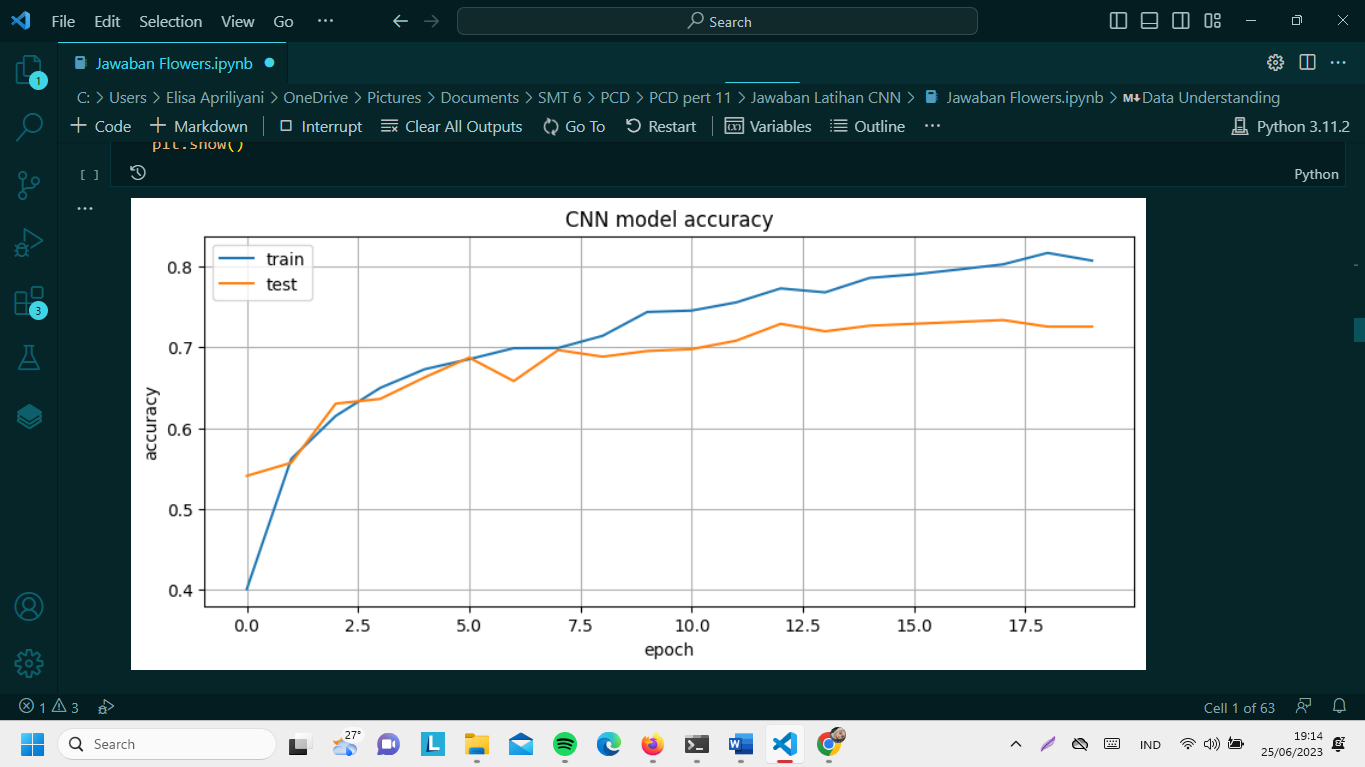 File Edit Selection View Go ··· Search
Jawaban Flowers.ipynb
C: > Users > Elisa Apriliyani > OneDrive > Pictures > Documents > SMT 6 > PCD > PCD pert 11 > Jawaban Latihan CNN > Jawaban Flowers.ipynb > M↓Data Understanding
+ Code + Markdown | Interrupt Clear All Outputs Go To Restart | Variables Outline ··· Python 3.11.2
plt.show()
[ ] Python
···
CNN model accuracy
train
test
0.8
0.7
0.6
0.5
0.4
accuracy
0.0 2.5 5.0 7.5 10.0 12.5 15.0 17.5
epoch
1
3
1 3 Cell 1 of 63
Search 27° L W IND 19:14
25/06/2023